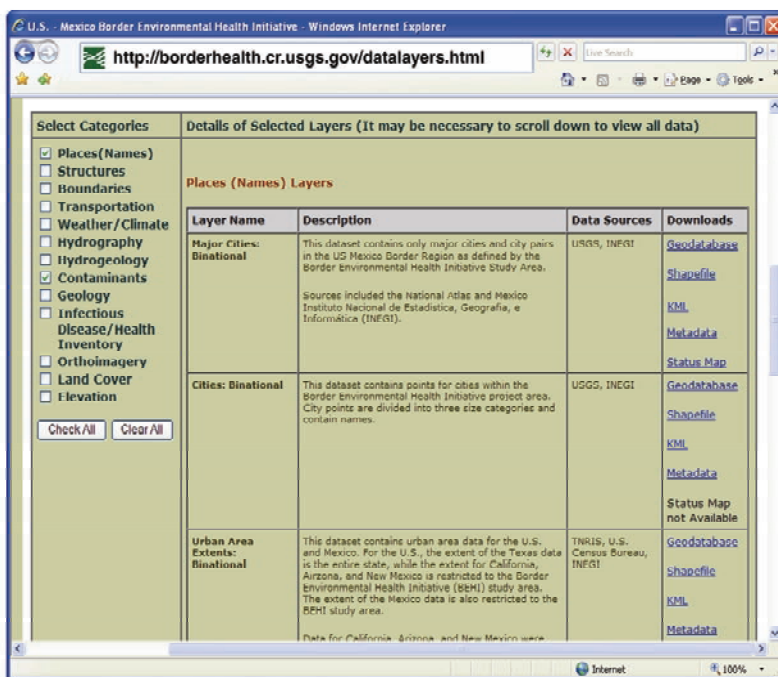 U.S. - Mexico Border Environmental Health Initiative - Windows Internet Explorer
http://borderhealth.cr.usgs.gov/datalayers.html
Live Search
Page
Tools
Select Categories
Places(Names)
Structures
Boundaries
Transportation
Weather/Climate
Hydrography
Hydrogeology
Contaminants
Geology
Infectious
Disease/Health
Inventory
Orthoimagery
Land Cover
Elevation
Check All Clear All
Details of Selected Layers (It may be necessary to scroll down to view all data)
Places (Names) Layers
Layer Name Description Data Sources Downloads
Major Cities:
Binational
This dataset contains only major cities and city pairs
in the US Mexico Border Region as defined by the
Border Environmental Health Initiative Study Area.
Sources included the National Atlas and Mexico
Instituto Nacional de Estadistica, Geografia, e
Informática (INEGI).
USGS, INEGI
Geodatabase
Shapefile
KML
Metadata
Status Map
Cities: Binational
This dataset contains points for cities within the
Border Environmental Health Initiative project area.
City points are divided into three size categories and
contain names.
USGS, INEGI
Geodatabase
Shapefile
KML
Metadata
Status Map
not Available
Urban Area
Extents:
Binational
This dataset contains urban area data for the U.S.
and Mexico. For the U.S., the extent of the Texas data
is the entire state, while the extent for California,
Arizona, and New Mexico is restricted to the Border
Environmental Health Initiative (BEHI) study area.
The extent of the Mexico data is also restricted to the
BEHI study area.
Data for California, Arizona, and New Mexico were
TNRIS, U.S.
Census Bureau,
INEGI
Geodatabase
Shapefile
KML
Metadata
Internet
100%